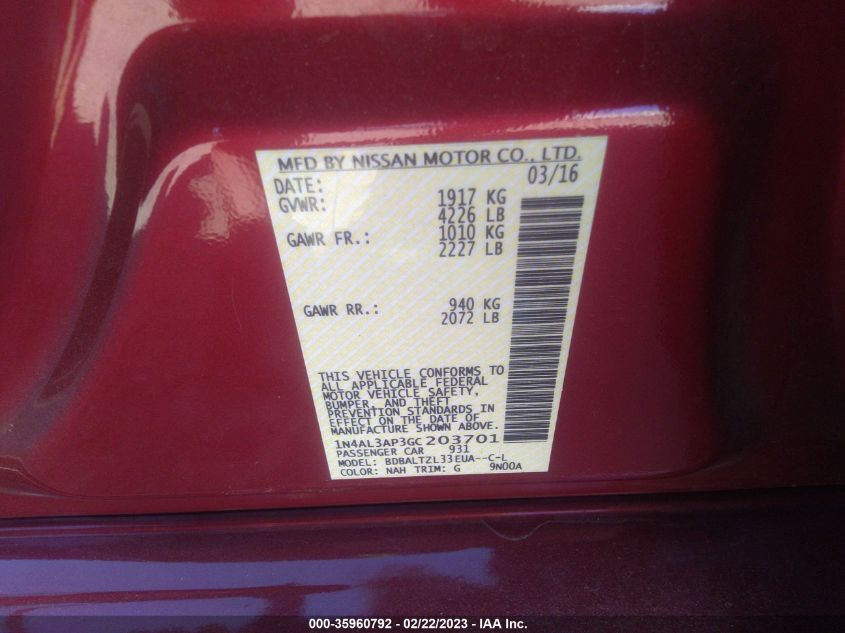 MFD BY NISSAN MOTOR CO., LTD.
DATE: 03/16
GVWR: 1917 KG
4226 LB
GAWR FR.: 1010 KG
2227 LB
GAWR RR.: 940 KG
2072 LB
THIS VEHICLE CONFORMS TO
ALL APPLICABLE FEDERAL
MOTOR VEHICLE SAFETY,
BUMPER, AND THEFT
PREVENTION STANDARDS IN
EFFECT ON THE DATE OF
MANUFACTURE SHOWN ABOVE.
1N4AL3AP3GC203701
PASSENGER CAR 931
MODEL: BDBALTZL33EUA--C-L
COLOR: NAH TRIM: G 9N00A
000-35960792 - 02/22/2023 - IAA Inc.